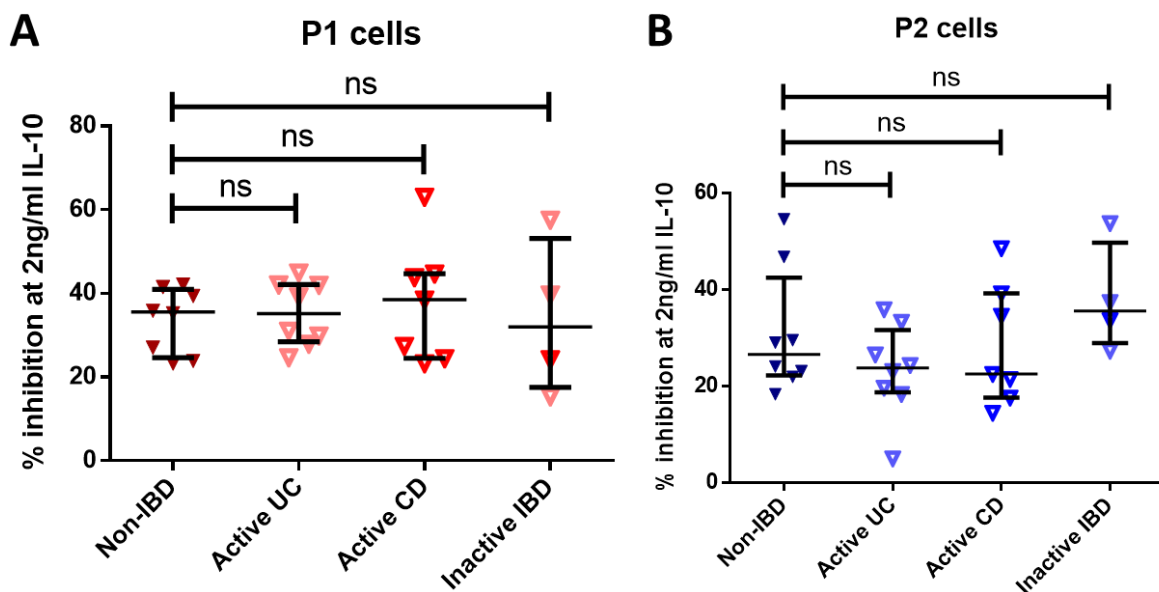 A
P1 cells
ns
ns
ns
% inhibition at 2ng/ml IL-10
80
60
40
20
0
Non-IBD
Active UC
Active CD
Inactive IBD
B
P2 cells
ns
ns
ns
% inhibition at 2ng/ml IL-10
60
40
20
0
Non-IBD
Active UC
Active CD
Inactive IBD